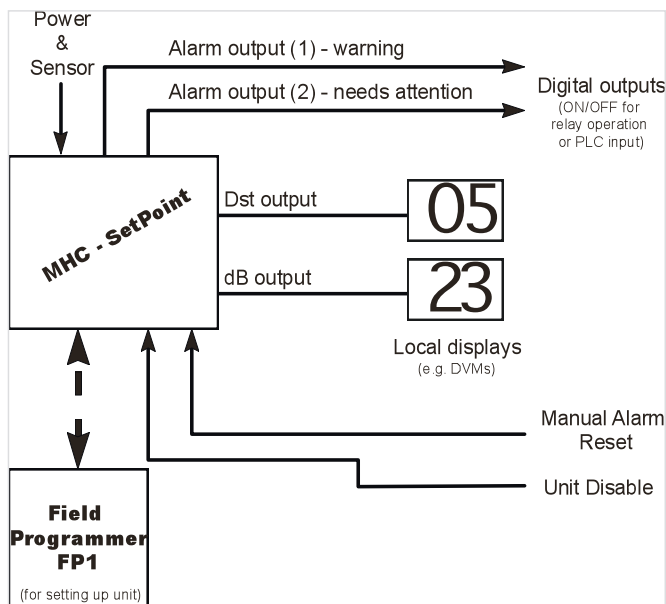 Power
&
Sensor
Alarm output (1) - warning
Alarm output (2) - needs attention
Digital outputs
(ON/OFF for
relay operation
or PLC input)
MHC - SetPoint
Dst output
05
dB output
23
Local displays
(e.g. DVMs)
Manual Alarm
Reset
Unit Disable
Field
Programmer
FP1
(for setting up unit)